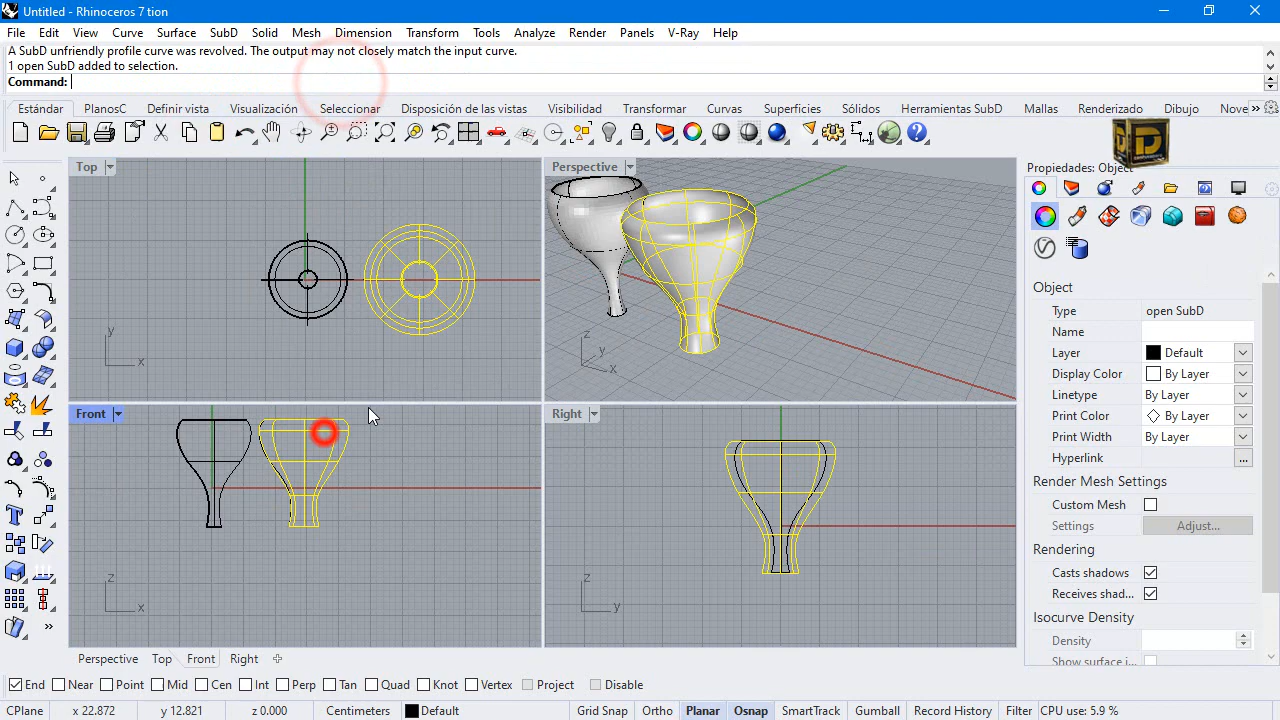 Untitled - Rhinoceros 7 tion
File Edit View Curve Surface SubD Solid Mesh Dimension Transform Tools Analyze Render Panels V-Ray Help
A SubD unfriendly profile curve was revolved. The output may not closely match the input curve.
1 open SubD added to selection.
Command:
Estándar PlanosC Definir vista Visualización Seleccionar Disposición de las vistas Visibilidad Transformar Curvas Superficies Sólidos Herramientas SubD Mallas Renderizado Dibujo Nove
Top Perspective
Propiedades: Object
Object
Type open SubD
Name
Layer Default
Display Color By Layer
Linetype By Layer
Print Color By Layer
Print Width By Layer
Hyperlink ...
Render Mesh Settings
Custom Mesh
Settings Adjust...
Rendering
Casts shadows
Receives shad...
Isocurve Density
Density
y
x
z
y
x
Front Right
z
x
z
y
Perspective Top Front Right
End Near Point Mid Cen Int Perp Tan Quad Knot Vertex Project Disable
CPlane x 22.872 y 12.821 z 0.000 Centimeters Default Grid Snap Ortho Planar Osnap SmartTrack Gumball Record History Filter CPU use: 5.9 %